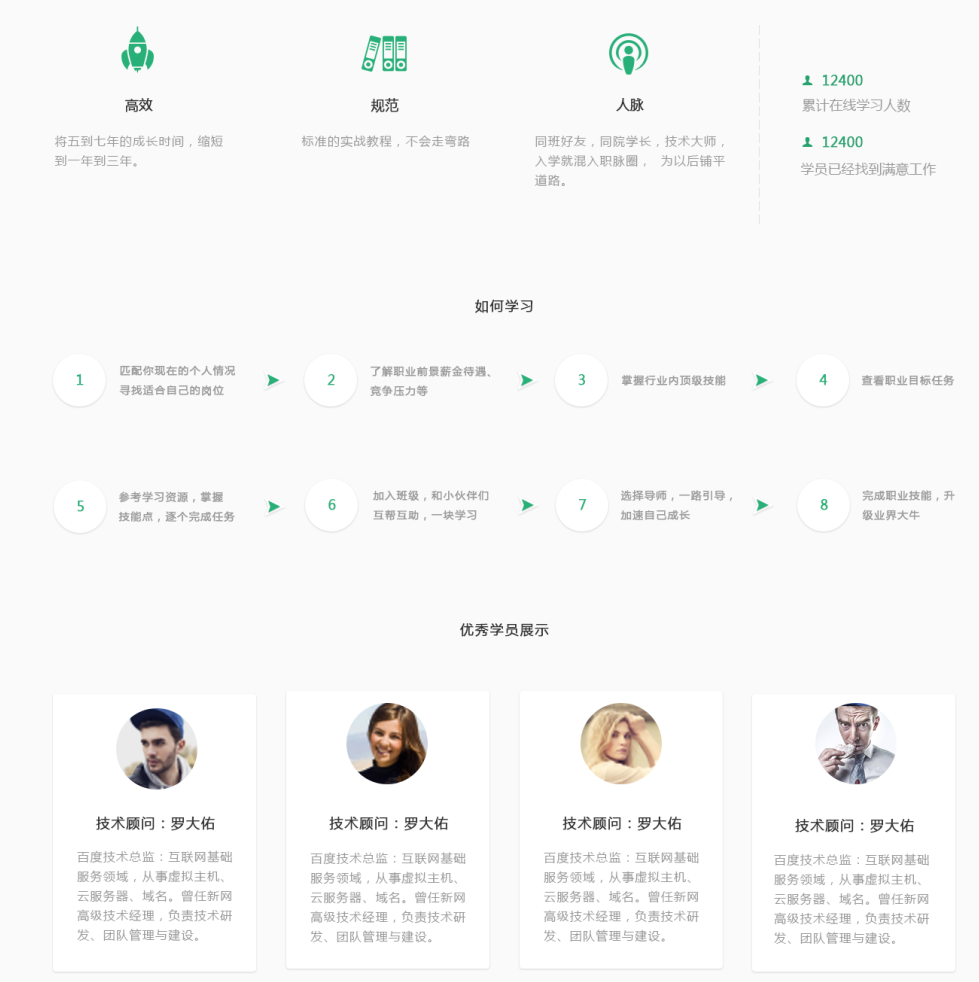 高效
将五到七年的成长时间，缩短
到一年到三年。
规范
标准的实战教程，不会走弯路
人脉
同班好友，同院学长，技术大师，
入学就混入职脉圈， 为以后铺平
道路。
12400
累计在线学习人数
12400
学员已经找到满意工作
如何学习
1
匹配你现在的个人情况
寻找适合自己的岗位
2
了解职业前景薪金待遇、
竞争压力等
3
掌握行业内顶级技能
4
查看职业目标任务
5
参考学习资源，掌握
技能点，逐个完成任务
6
加入班级，和小伙伴们
互帮互助，一块学习
7
选择导师，一路引导，
加速自己成长
8
完成职业技能，升
级业界大牛
优秀学员展示
技术顾问：罗大佑
百度技术总监：互联网基础
服务领域，从事虚拟主机、
云服务器、域名。曾任新网
高级技术经理，负责技术研
发、团队管理与建设。
技术顾问：罗大佑
百度技术总监：互联网基础
服务领域，从事虚拟主机、
云服务器、域名。曾任新网
高级技术经理，负责技术研
发、团队管理与建设。
技术顾问：罗大佑
百度技术总监：互联网基础
服务领域，从事虚拟主机、
云服务器、域名。曾任新网
高级技术经理，负责技术研
发、团队管理与建设。
技术顾问：罗大佑
百度技术总监：互联网基础
服务领域，从事虚拟主机、
云服务器、域名。曾任新网
高级技术经理，负责技术研
发、团队管理与建设。